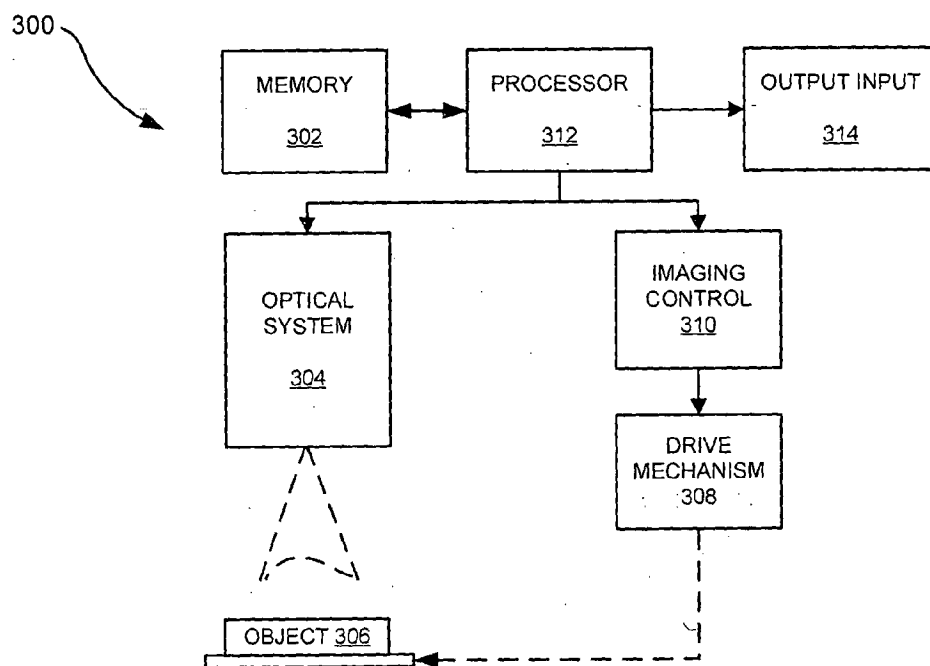 300
MEMORY
302
PROCESSOR
312
OUTPUT INPUT
314
OPTICAL
SYSTEM
304
IMAGING
CONTROL
310
DRIVE
MECHANISM
308
OBJECT 306